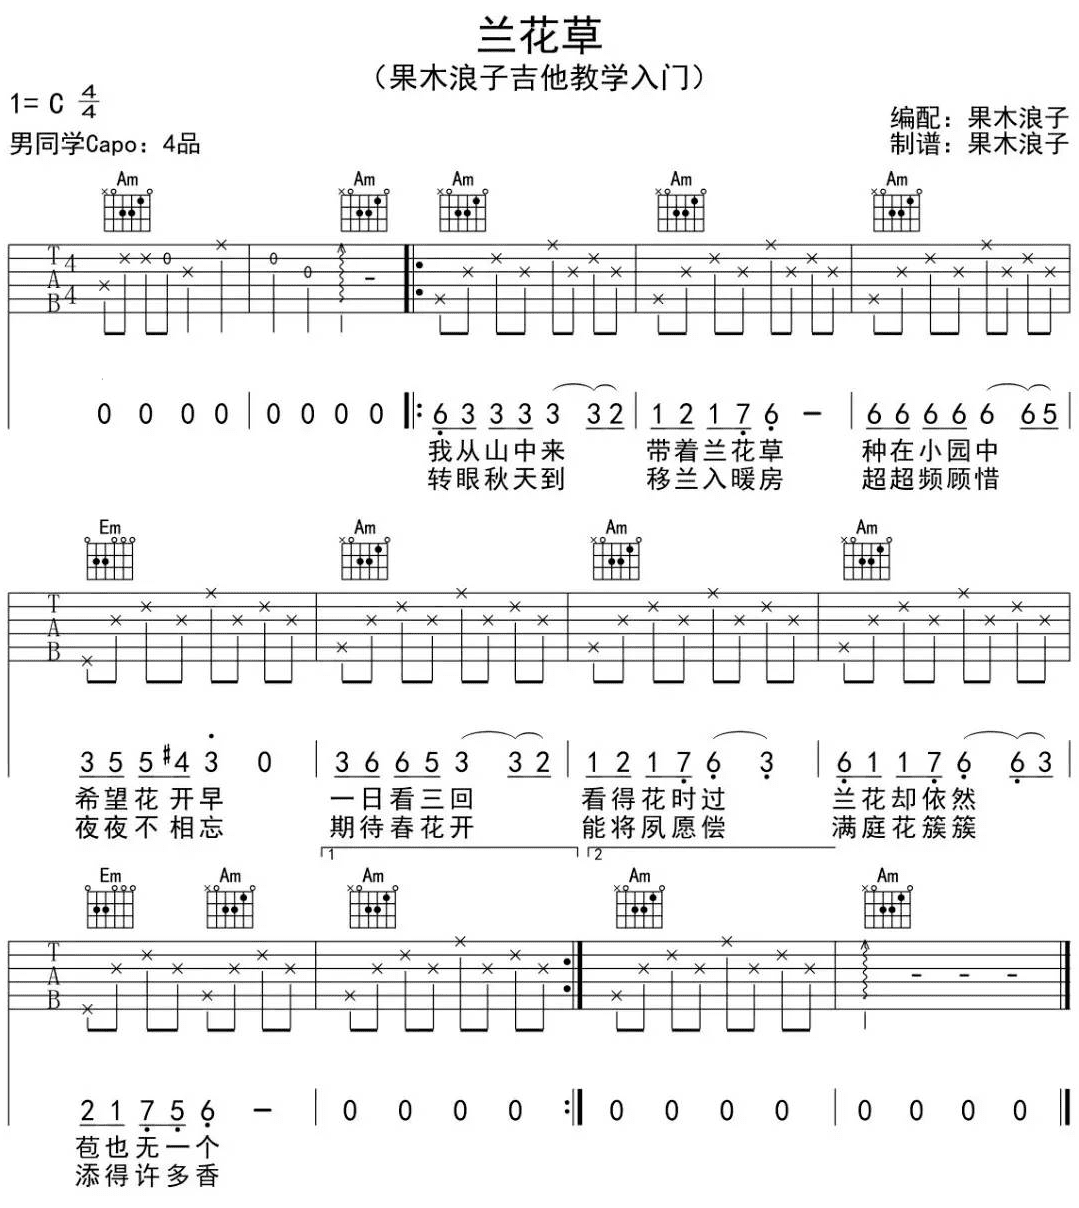 兰花草
（果木浪子吉他教学入门）
1= C 4/4
男同学Capo：4品
编配：果木浪子
制谱：果木浪子
Am Am Am Am Am
T A B 4 4 0 0 0
0 0 0 0 0 0 0 0 6 3 3 3 3 3 2 1 2 1 7 6 – 6 6 6 6 6 6 5
我从山中来 带着兰花草 种在小园中
转眼秋天到 移兰入暖房 超超频顾惜
Em Am Am Am
T A B
3 5 5 #4 3 0 3 6 6 5 3 3 2 1 2 1 7 6 3 6 1 1 7 6 6 3
希望花开早 一日看三回 看得花时过 兰花却依然
夜夜不相忘 期待春花开 能将夙愿偿 满庭花簇簇
1 2
Em Am Am Am Am
T A B
2 1 7 5 6 – 0 0 0 0 0 0 0 0 0 0 0 0
苞也无一个
添得许多香